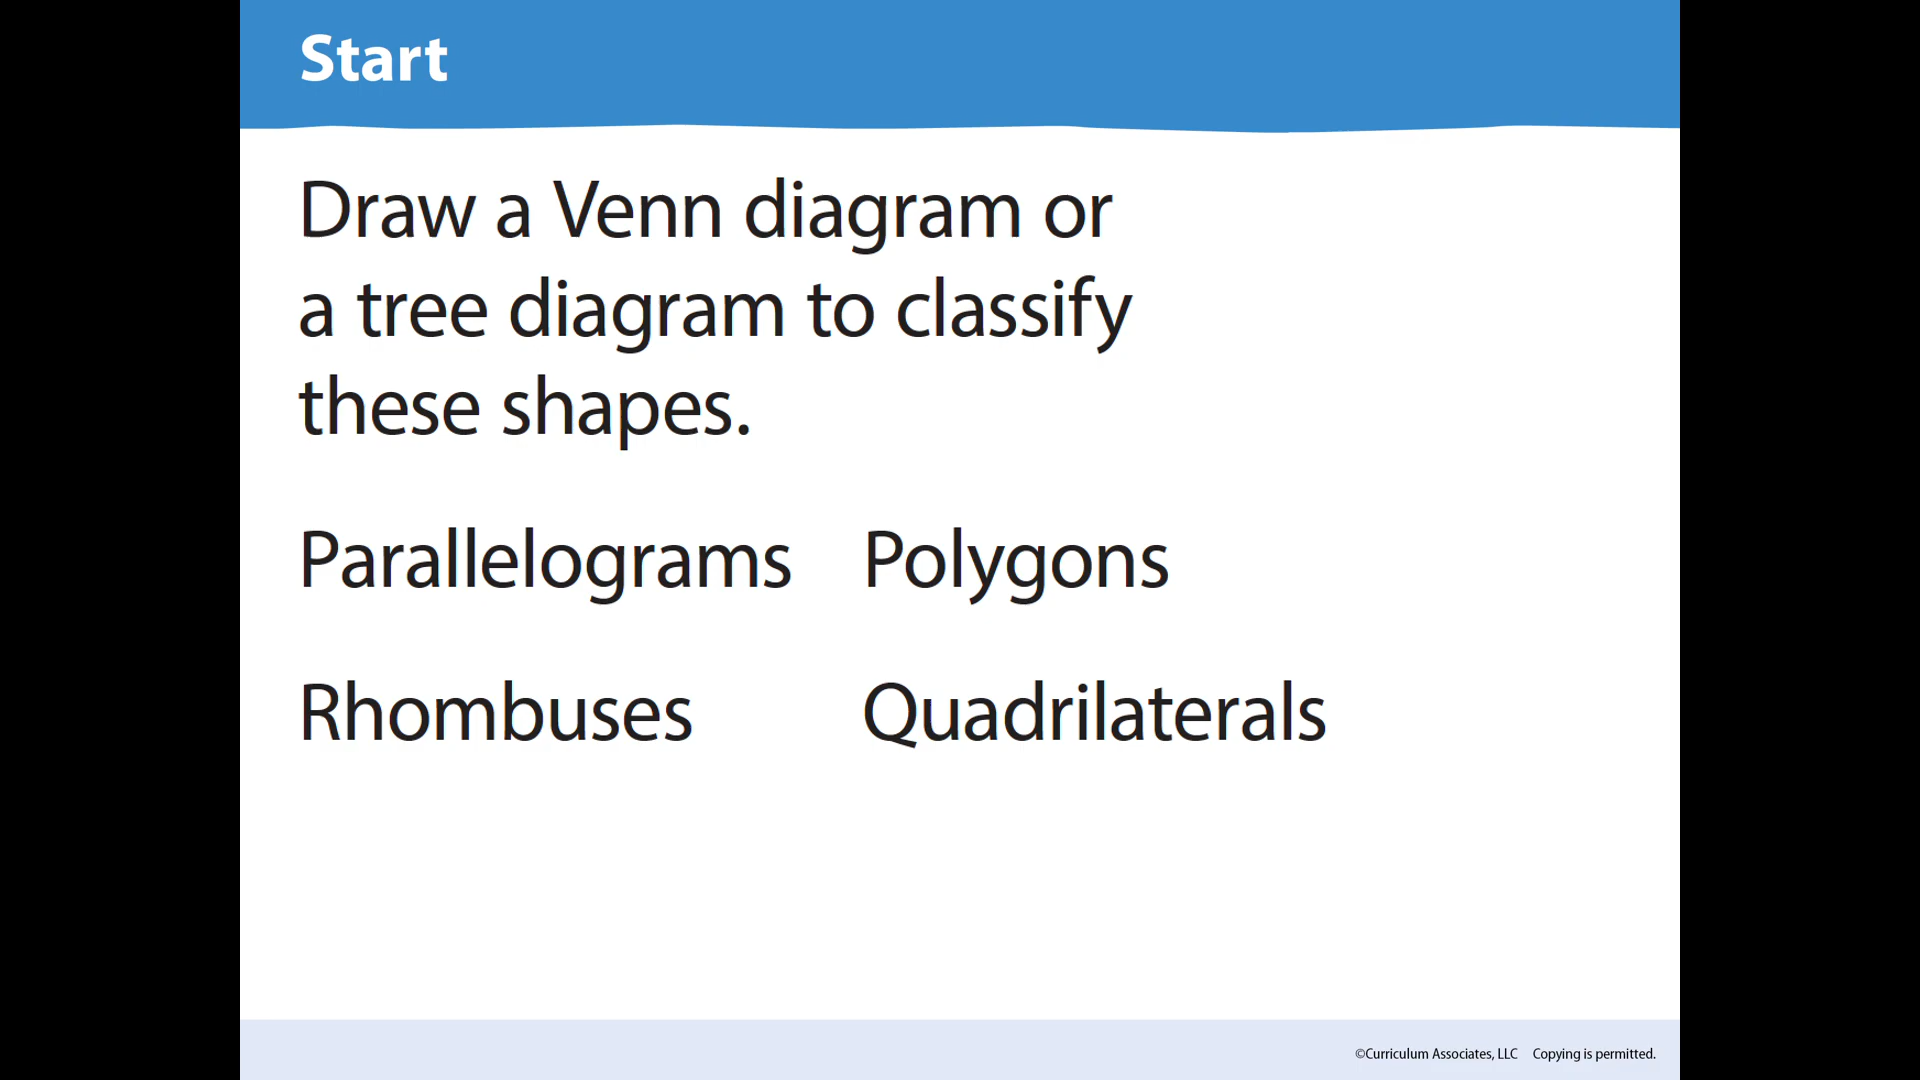 Start
Draw a Venn diagram or
a tree diagram to classify
these shapes.
Parallelograms Polygons
Rhombuses Quadrilaterals
©Curriculum Associates, LLC Copying is permitted.